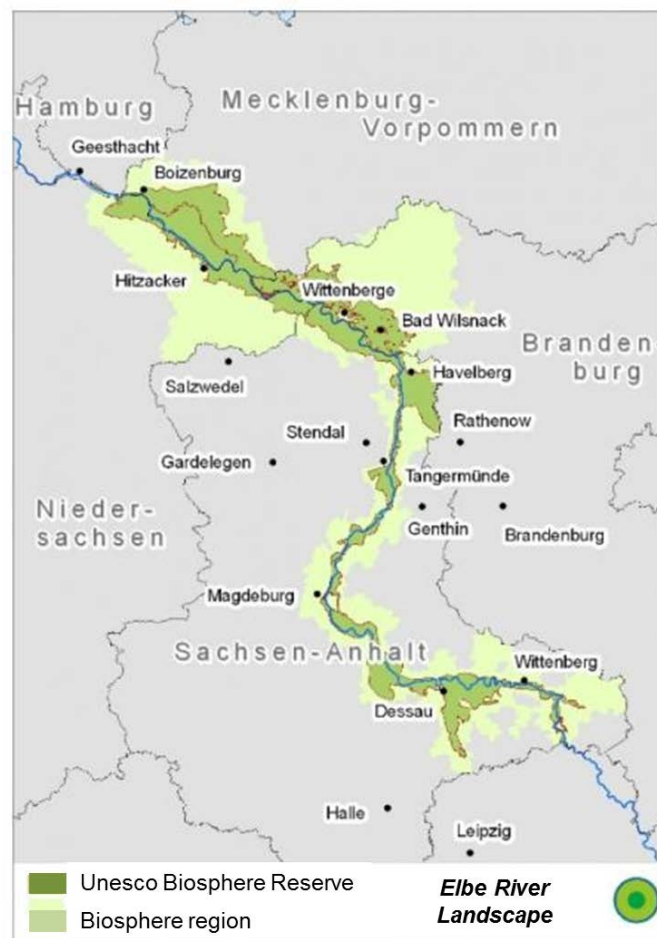 Hamburg
Mecklenburg-
Vorpommern
Geesthacht
Boizenburg
Hitzacker
Wittenberge
Bad Wilsnack
Branden-
burg
Salzwedel
Havelberg
Stendal
Rathenow
Gardelegen
Tangermünde
Nieder-
sachsen
Genthin
Brandenburg
Magdeburg
Sachsen-Anhalt
Wittenberg
Dessau
Halle
Leipzig
Unesco Biosphere Reserve
Biosphere region
Elbe River
Landscape